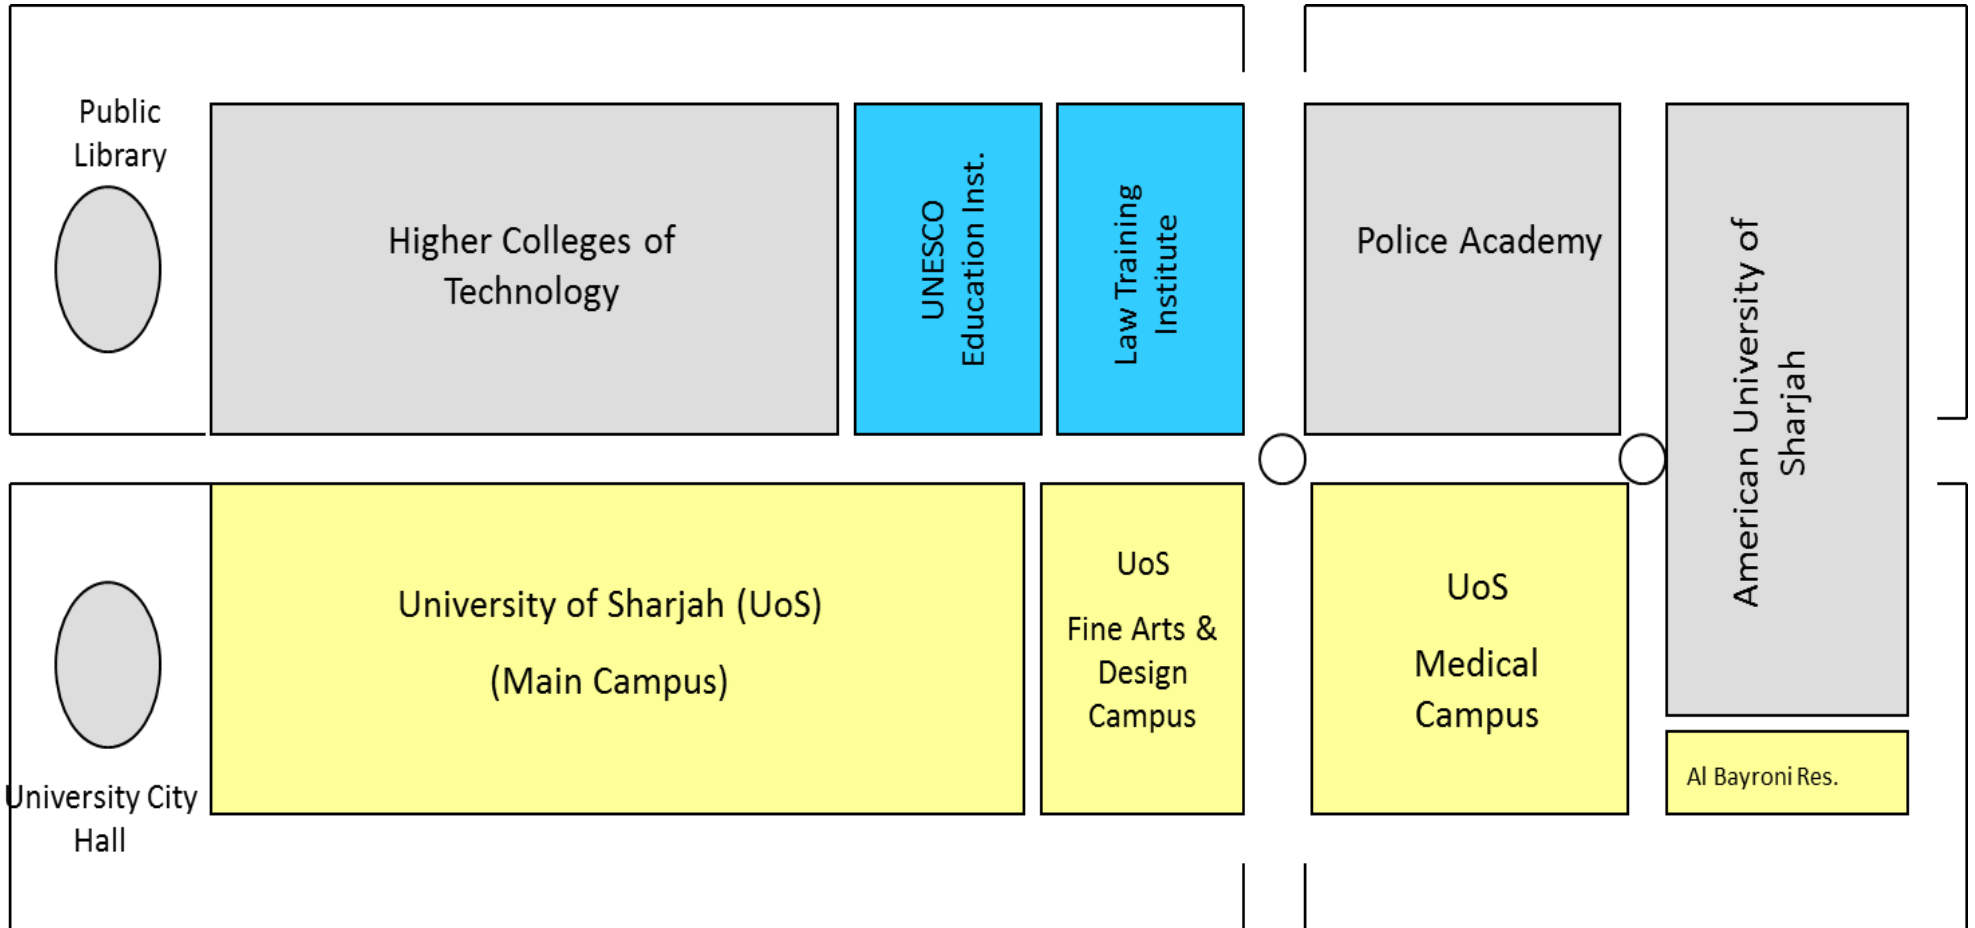 Public
Library
Higher Colleges of
Technology
UNESCO
Education Inst.
Law Training
Institute
Police Academy
American University of
Sharjah
University City
Hall
University of Sharjah (UoS)
(Main Campus)
UoS
Fine Arts &
Design
Campus
UoS
Medical
Campus
Al Bayroni Res.